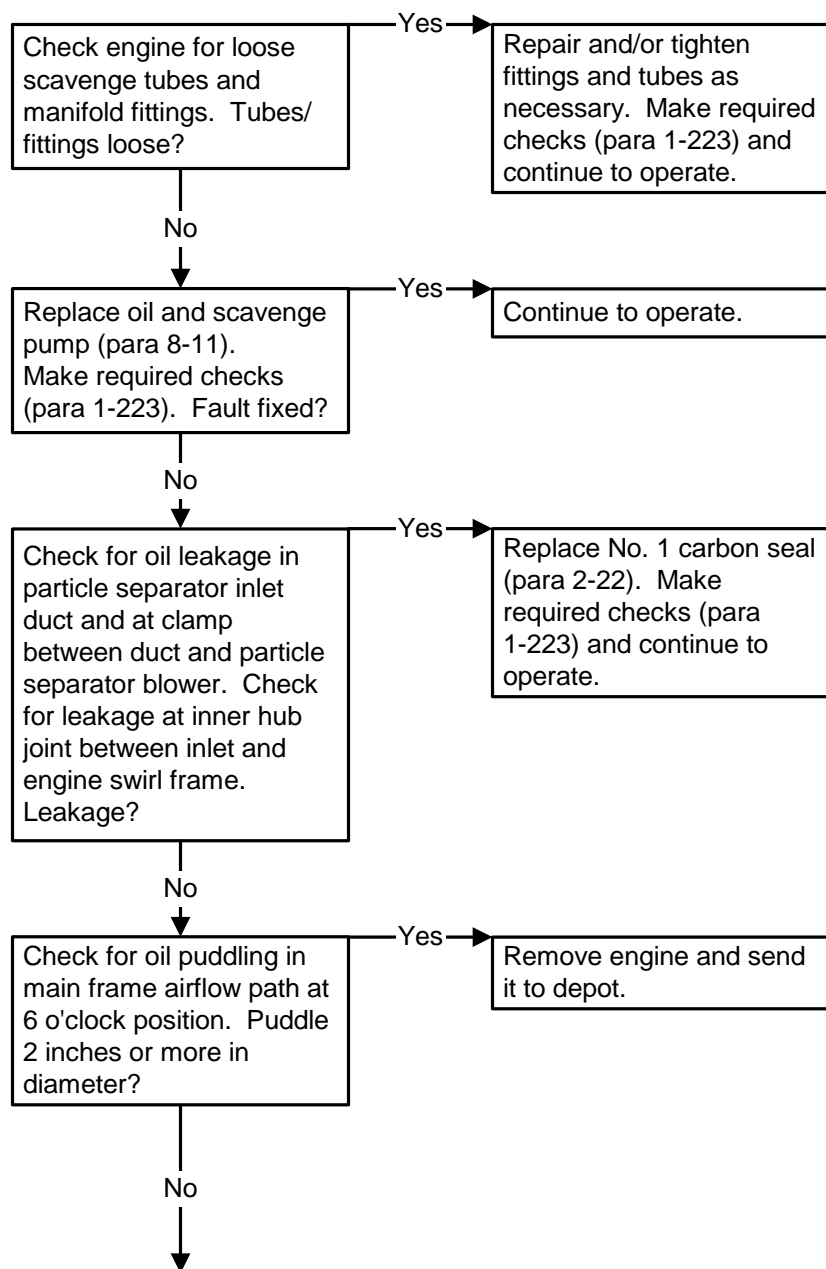 Check engine for loose
scavenge tubes and
manifold fittings.  Tubes/
fittings loose?
Yes
Repair and/or tighten
fittings and tubes as
necessary.  Make required
checks (para 1-223) and
continue to operate.
No
Replace oil and scavenge
pump (para 8-11).
Make required checks
(para 1-223).  Fault fixed?
Yes
Continue to operate.
No
Check for oil leakage in
particle separator inlet
duct and at clamp
between duct and particle
separator blower.  Check
for leakage at inner hub
joint between inlet and
engine swirl frame.
Leakage?
Yes
Replace No. 1 carbon seal
(para 2-22).  Make
required checks (para
1-223) and continue to
operate.
No
Check for oil puddling in
main frame airflow path at
6 o'clock position.  Puddle
2 inches or more in
diameter?
Yes
Remove engine and send
it to depot.
No